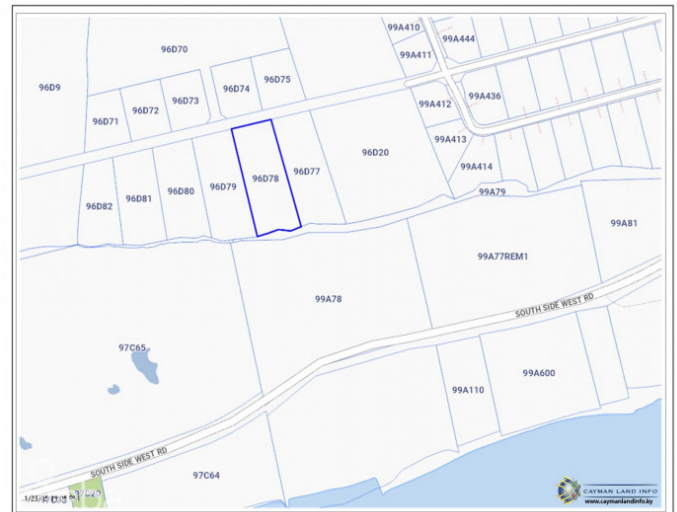 99A410
99A444
96D70
99A411
96D9
96D75
96D74
96D73
99A436
96D72
99A412
96D71
99A413
96D20
99A414
96D77
96D78
96D79
96D80
96D81
96D82
99A79
99A81
99A77REM1
99A78
SOUTH SIDE WEST RD
97C65
99A600
99A110
SOUTH SIDE WEST RD
97C64
CAYMAN LAND INFO
www.caymanlandinfo.ky